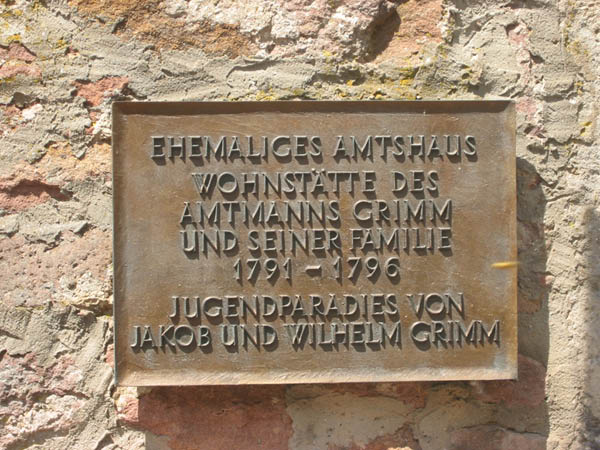 EHEMALIGES AMTSHAUS
WOHNSTÄTTE DES
AMTMANNS GRIMM
UND SEINER FAMILIE
1791 – 1796
JUGENDPARADIES VON
JAKOB UND WILHELM GRIMM